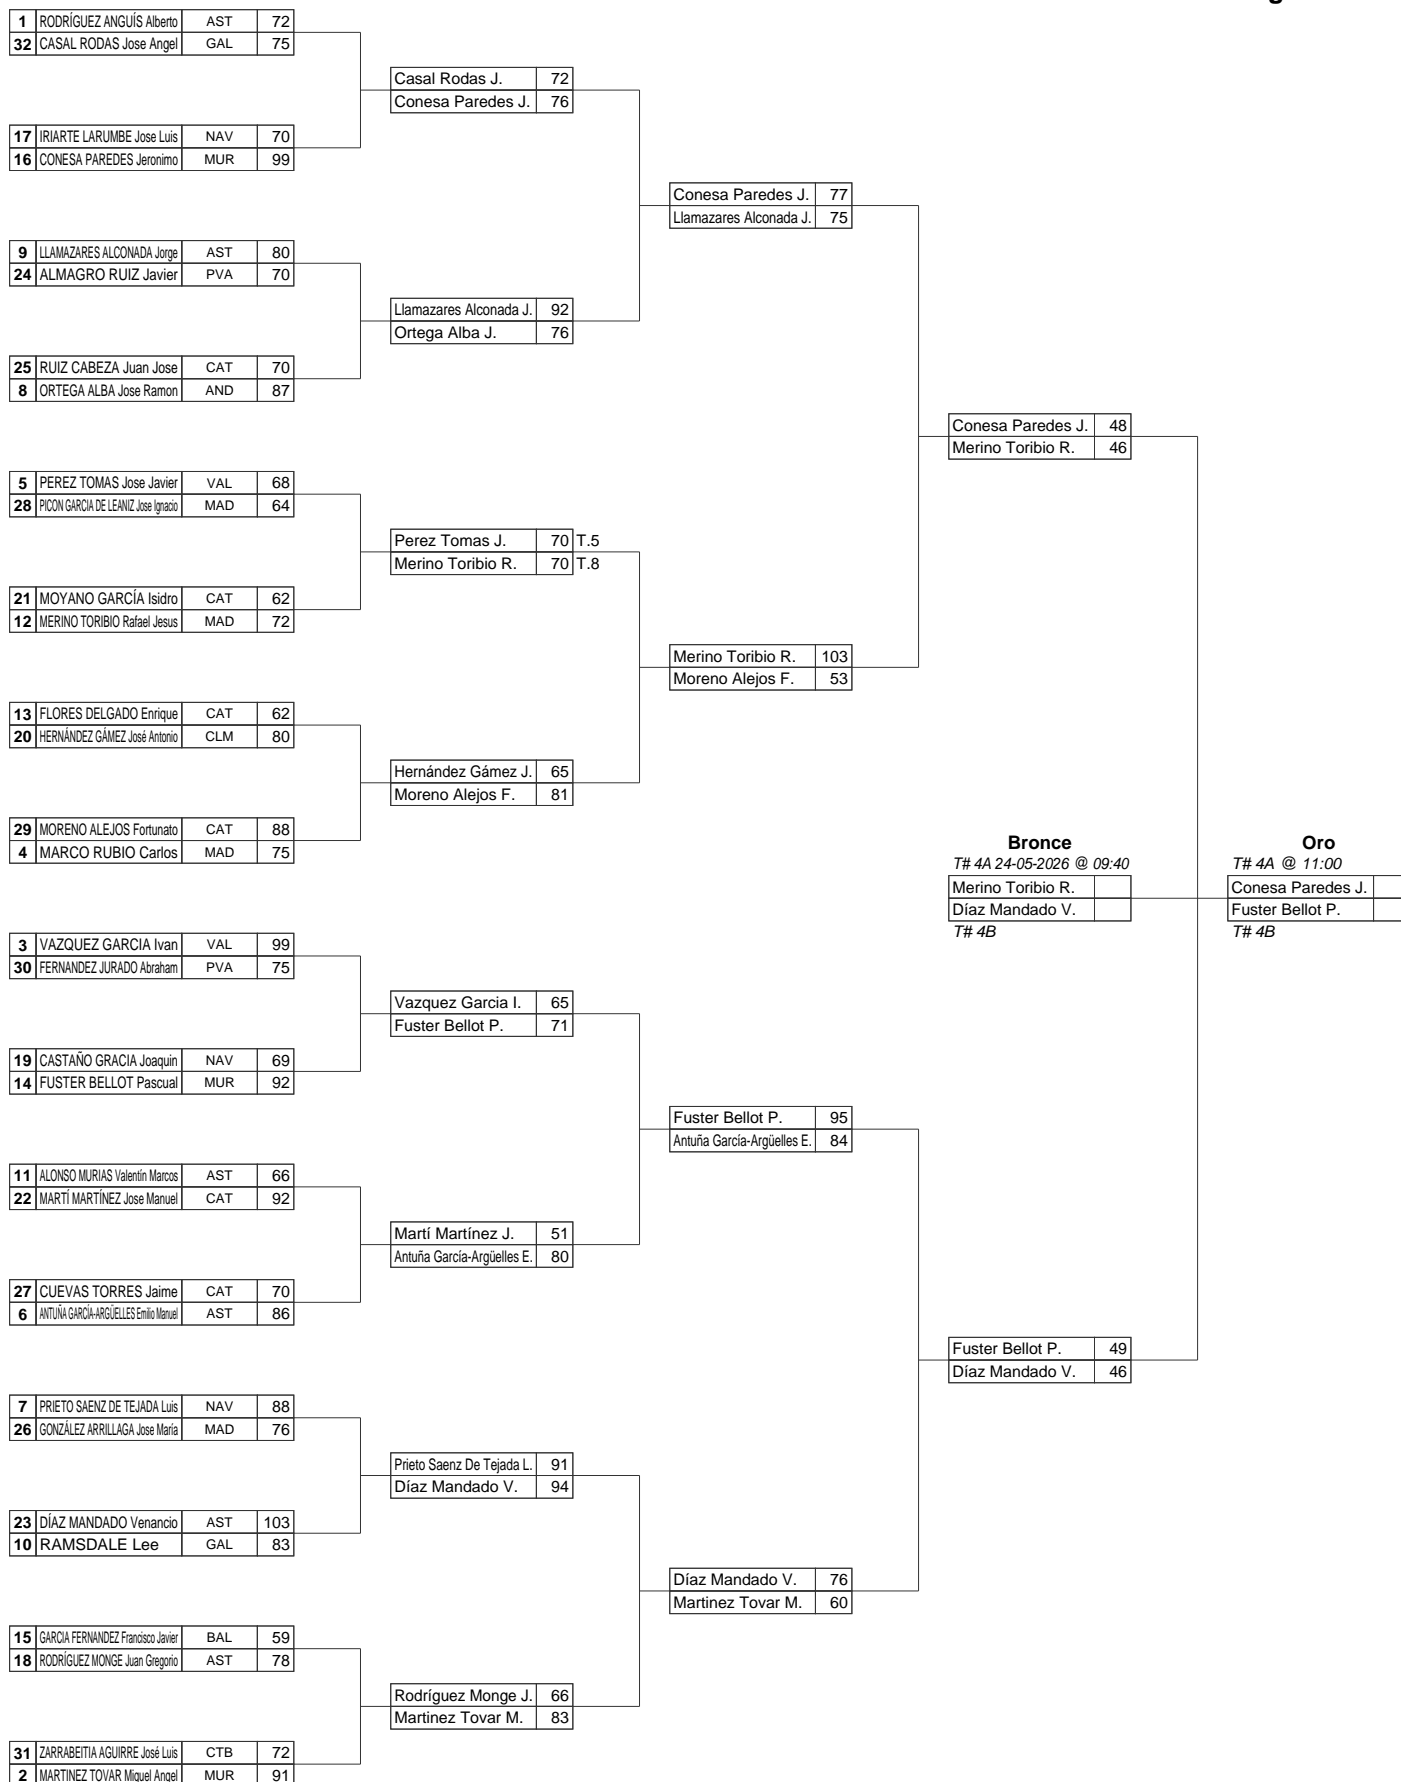 g
1 RODRÍGUEZ ANGUÍS Alberto AST 72
32 CASAL RODAS Jose Angel GAL 75
Casal Rodas J. 72
Conesa Paredes J. 76
17 IRIARTE LARUMBE Jose Luis NAV 70
16 CONESA PAREDES Jeronimo MUR 99
Conesa Paredes J. 77
Llamazares Alconada J. 75
9 LLAMAZARES ALCONADA Jorge AST 80
24 ALMAGRO RUIZ Javier PVA 70
Llamazares Alconada J. 92
Ortega Alba J. 76
25 RUIZ CABEZA Juan Jose CAT 70
8 ORTEGA ALBA Jose Ramon AND 87
Conesa Paredes J. 48
Merino Toribio R. 46
5 PEREZ TOMAS Jose Javier VAL 68
28 PICON GARCIA DE LEANIZ Jose Ignacio MAD 64
Perez Tomas J. 70 T.5
Merino Toribio R. 70 T.8
21 MOYANO GARCÍA Isidro CAT 62
12 MERINO TORIBIO Rafael Jesus MAD 72
Merino Toribio R. 103
Moreno Alejos F. 53
13 FLORES DELGADO Enrique CAT 62
20 HERNÁNDEZ GÁMEZ José Antonio CLM 80
Hernández Gámez J. 65
Moreno Alejos F. 81
29 MORENO ALEJOS Fortunato CAT 88
4 MARCO RUBIO Carlos MAD 75
Bronce Oro
T# 4A 24-05-2026 @ 09:40 T# 4A @ 11:00
Merino Toribio R. Conesa Paredes J.
Díaz Mandado V. Fuster Bellot P.
T# 4B T# 4B
3 VAZQUEZ GARCIA Ivan VAL 99
30 FERNANDEZ JURADO Abraham PVA 75
Vazquez Garcia I. 65
Fuster Bellot P. 71
19 CASTAÑO GRACIA Joaquin NAV 69
14 FUSTER BELLOT Pascual MUR 92
Fuster Bellot P. 95
Antuña García-Argüelles E. 84
11 ALONSO MURIAS Valentín Marcos AST 66
22 MARTÍ MARTÍNEZ Jose Manuel CAT 92
Martí Martínez J. 51
Antuña García-Argüelles E. 80
27 CUEVAS TORRES Jaime CAT 70
6 ANTUÑA GARCÍA-ARGÜELLES Emilio Manuel AST 86
Fuster Bellot P. 49
Díaz Mandado V. 46
7 PRIETO SAENZ DE TEJADA Luis NAV 88
26 GONZÁLEZ ARRILLAGA Jose María MAD 76
Prieto Saenz De Tejada L. 91
Díaz Mandado V. 94
23 DÍAZ MANDADO Venancio AST 103
10 RAMSDALE Lee GAL 83
Díaz Mandado V. 76
Martinez Tovar M. 60
15 GARCIA FERNANDEZ Francisco Javier BAL 59
18 RODRÍGUEZ MONGE Juan Gregorio AST 78
Rodríguez Monge J. 66
Martinez Tovar M. 83
31 ZARRABEITIA AGUIRRE José Luis CTB 72
2 MARTINEZ TOVAR Miguel Angel MUR 91